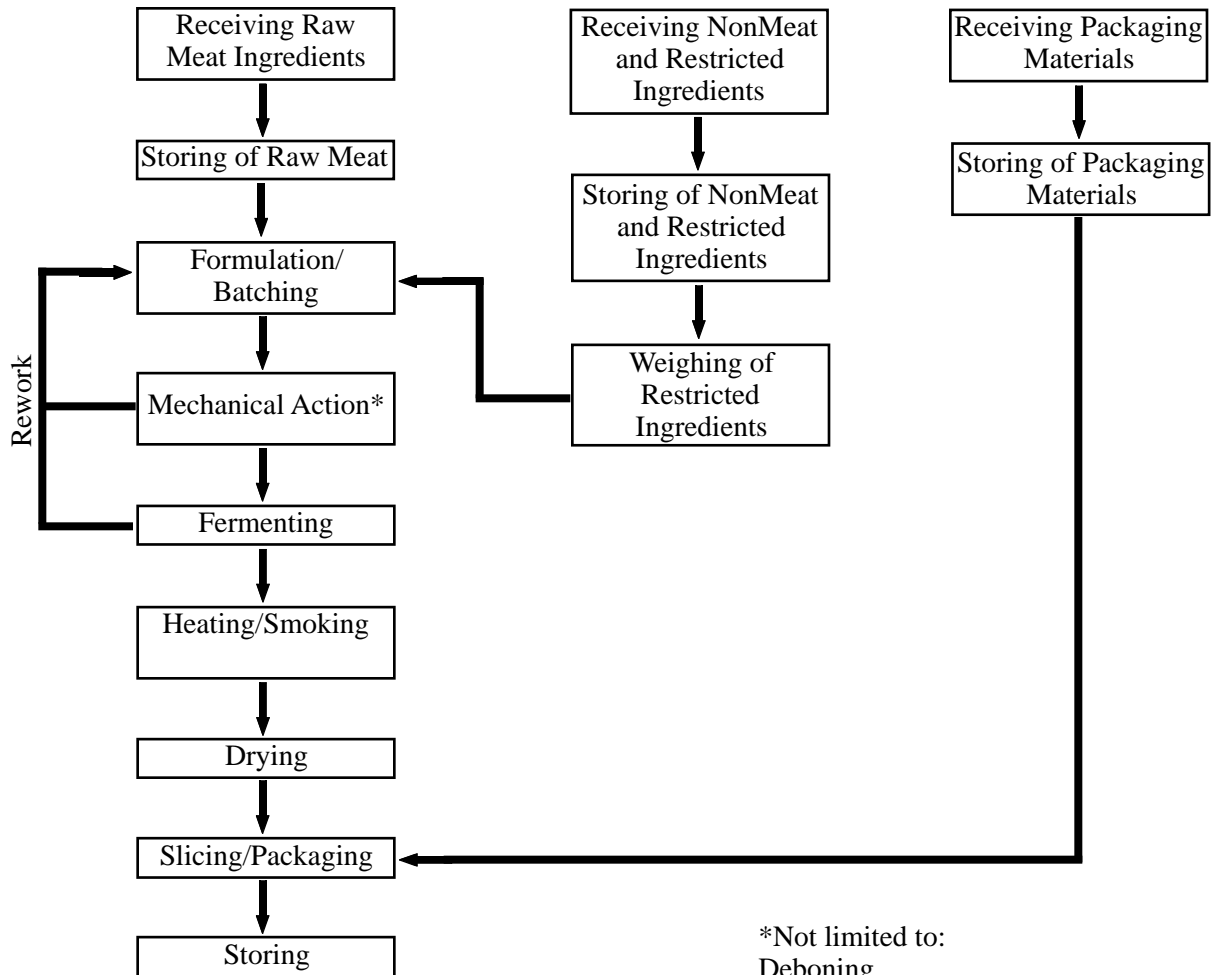 Receiving Raw
Meat Ingredients
Storing of Raw Meat
Formulation/
Batching
Rework
Mechanical Action*
Fermenting
Heating/Smoking
Drying
Slicing/Packaging
Storing
Receiving NonMeat
and Restricted
Ingredients
Storing of NonMeat
and Restricted
Ingredients
Weighing of
Restricted
Ingredients
Receiving Packaging
Materials
Storing of Packaging
Materials
*Not limited to:
Deboning